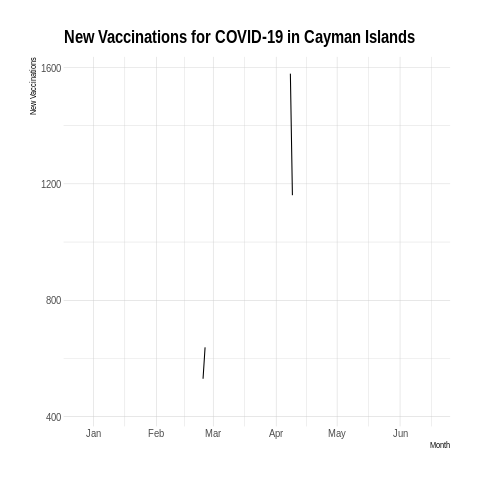 New Vaccinations for COVID-19 in Cayman Islands
New Vaccinations
1600
1200
800
400
Jan Feb Mar Apr May Jun
Month